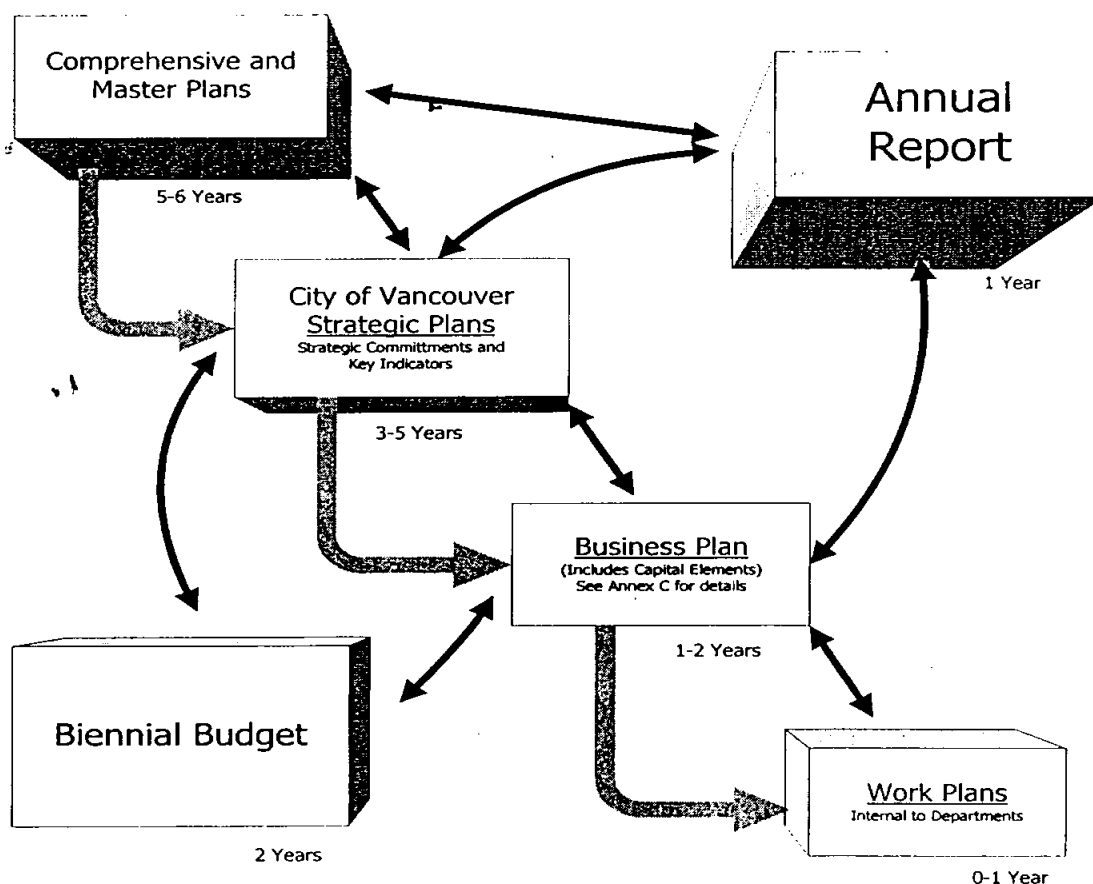 Comprehensive and
Master Plans
5-6 Years
Annual
Report
1 Year
City of Vancouver
Strategic Plans
Strategic Committments and
Key Indicators
3-5 Years
Business Plan
(Includes Capital Elements)
See Annex C for details
1-2 Years
Biennial Budget
2 Years
Work Plans
Internal to Departments
0-1 Year